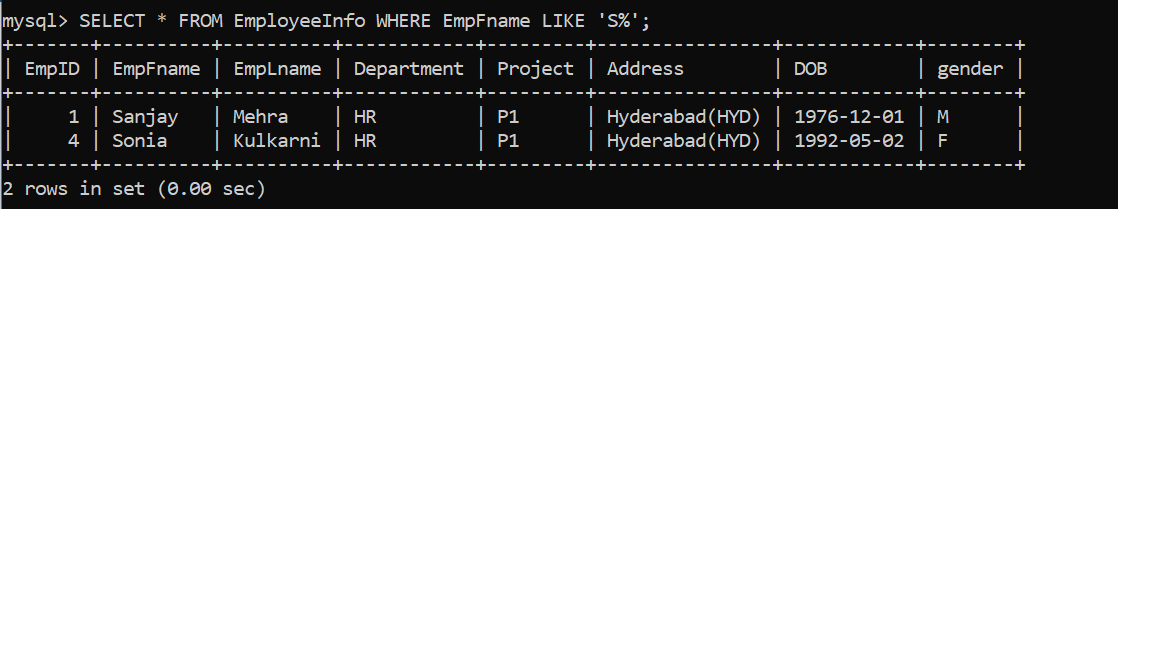 mysql> SELECT * FROM EmployeeInfo WHERE EmpFname LIKE 'S%';
+-------+----------+----------+------------+---------+----------------+------------+--------+
| EmpID | EmpFname | EmpLname | Department | Project | Address        | DOB        | gender |
+-------+----------+----------+------------+---------+----------------+------------+--------+
|     1 | Sanjay   | Mehra    | HR         | P1      | Hyderabad(HYD) | 1976-12-01 | M      |
|     4 | Sonia    | Kulkarni | HR         | P1      | Hyderabad(HYD) | 1992-05-02 | F      |
+-------+----------+----------+------------+---------+----------------+------------+--------+
2 rows in set (0.00 sec)